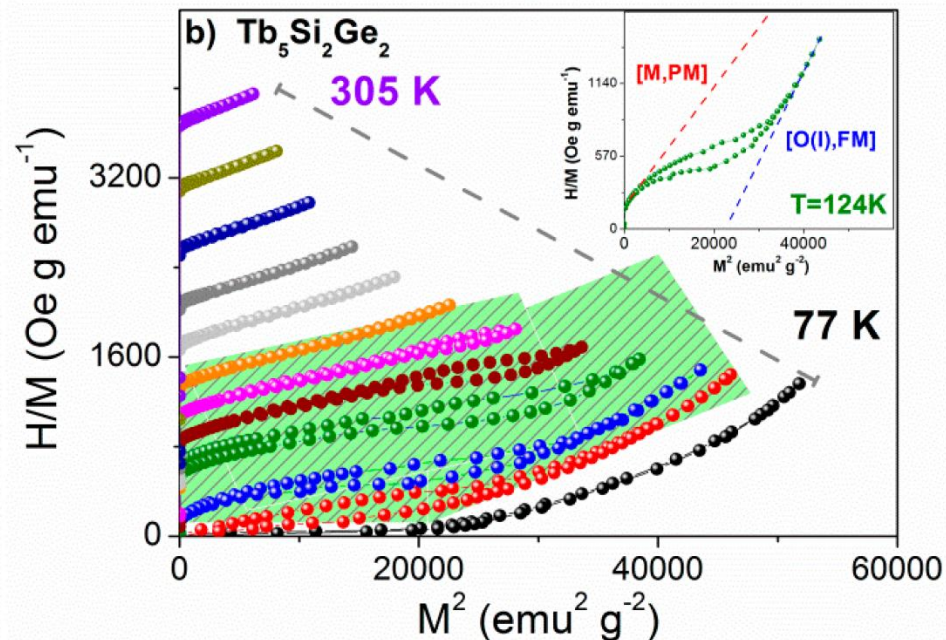 b) Tb₅Si₂Ge₂
305 K
77 K
H/M (Oe g emu⁻¹)
3200
1600
0
0
20000
40000
60000
M² (emu² g⁻²)
[M,PM]
[O(I),FM]
T=124K
H/M (Oe g emu⁻¹)
1140
570
0
0
20000
40000
M² (emu² g⁻²)